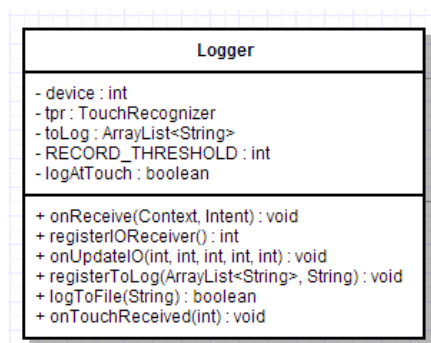 Logger
- device : int
- tpr : TouchRecognizer
- toLog : ArrayList<String>
- RECORD_THRESHOLD : int
- logAtTouch : boolean
+ onReceive(Context, Intent) : void
+ registerIOReceiver() : int
+ onUpdateIO(int, int, int, int, int) : void
+ registerToLog(ArrayList<String>, String) : void
+ logToFile(String) : boolean
+ onTouchReceived(int) : void